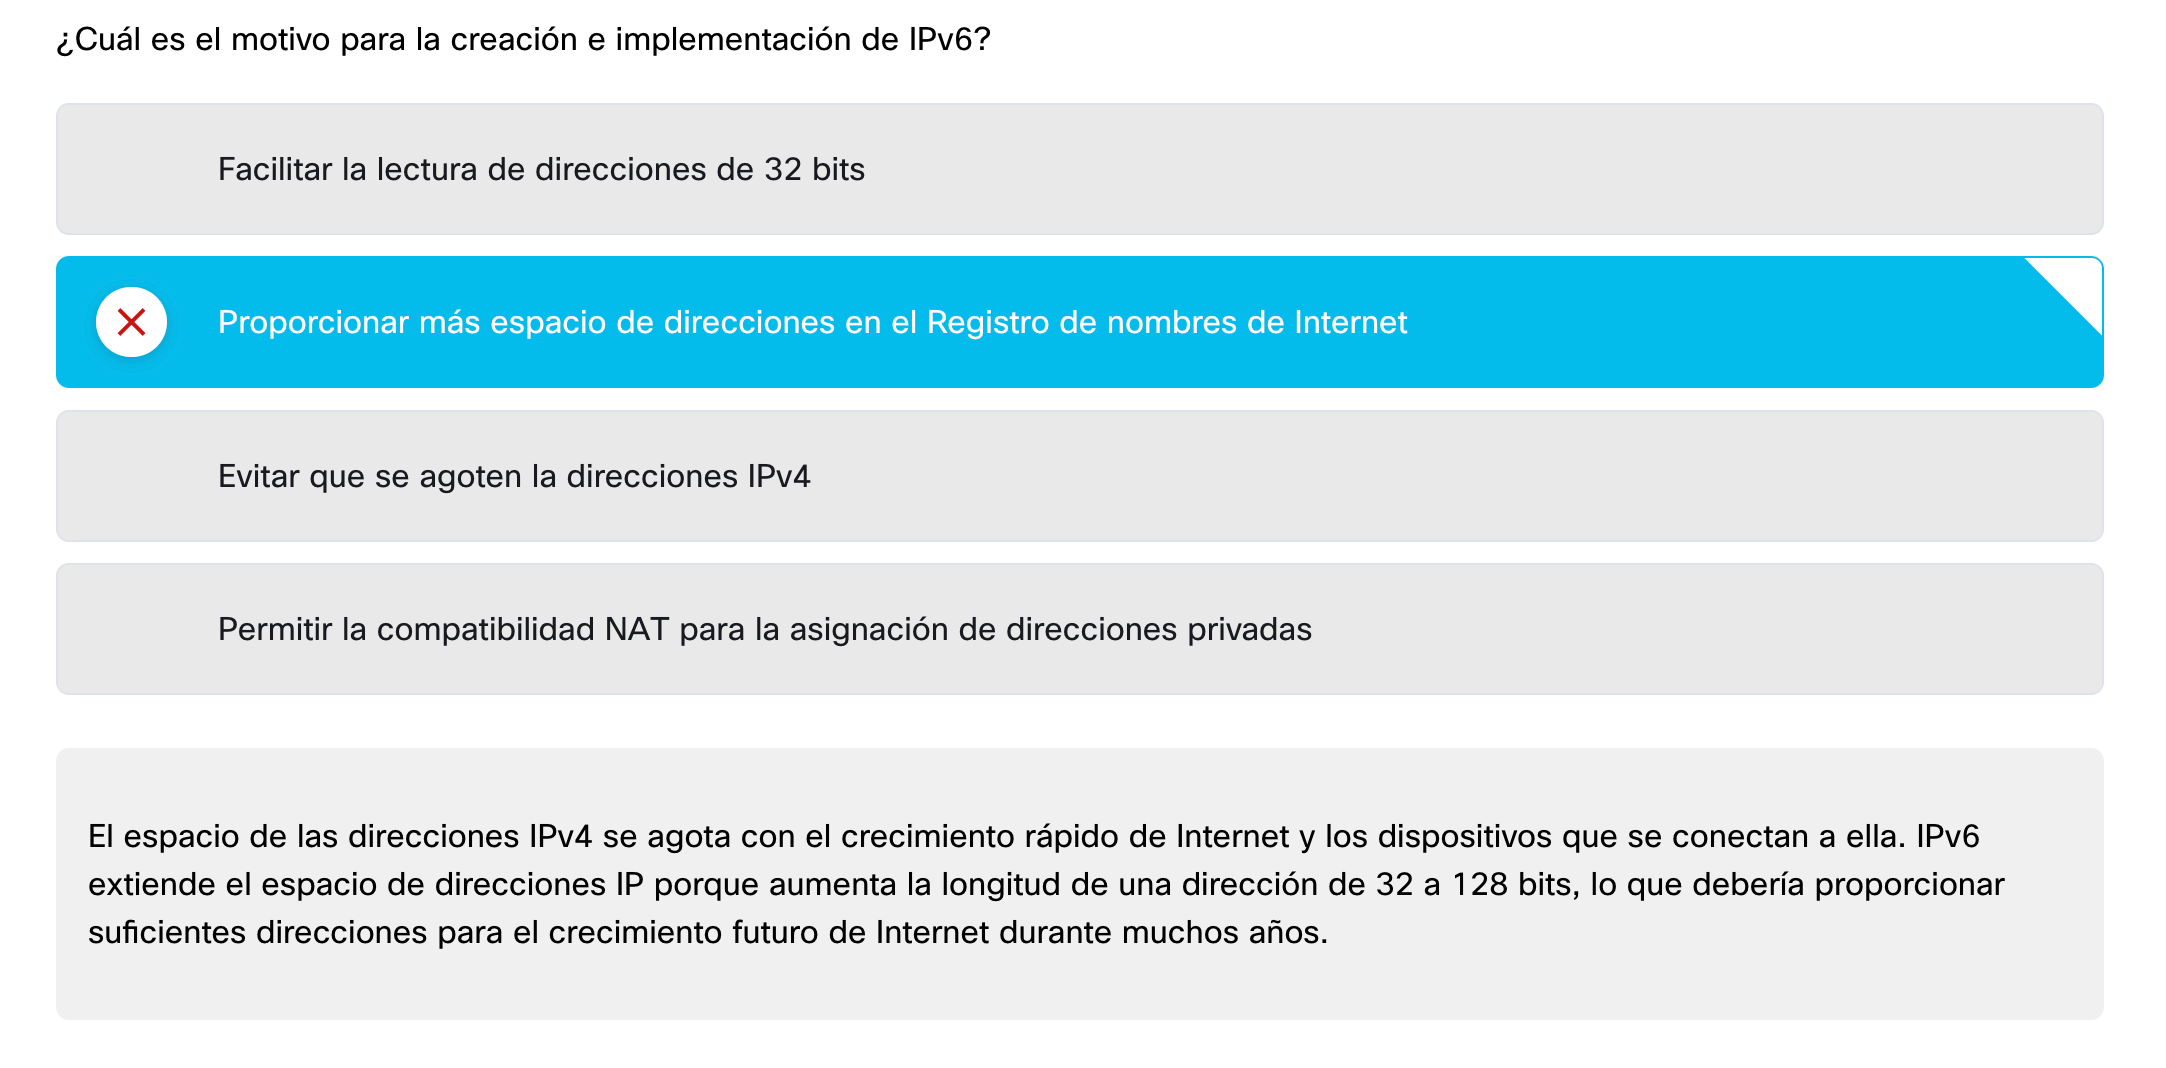 ¿Cuál es el motivo para la creación e implementación de IPv6?
Facilitar la lectura de direcciones de 32 bits
Proporcionar más espacio de direcciones en el Registro de nombres de Internet
Evitar que se agoten la direcciones IPv4
Permitir la compatibilidad NAT para la asignación de direcciones privadas
El espacio de las direcciones IPv4 se agota con el crecimiento rápido de Internet y los dispositivos que se conectan a ella. IPv6
extiende el espacio de direcciones IP porque aumenta la longitud de una dirección de 32 a 128 bits, lo que debería proporcionar
suficientes direcciones para el crecimiento futuro de Internet durante muchos años.